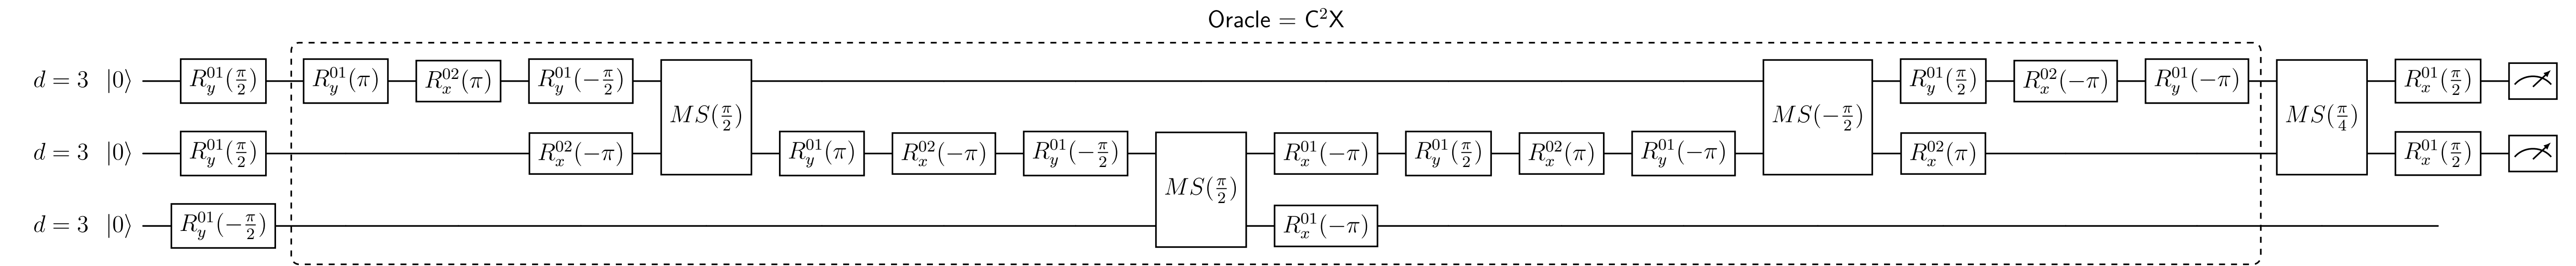 Oracle = C²X
d = 3 |0⟩ R_y^{01}(π/2) R_y^{01}(π) R_x^{02}(π) R_y^{01}(−π/2) MS(π/2) MS(−π/2) R_y^{01}(π/2) R_x^{02}(−π) R_y^{01}(−π) MS(π/4) R_x^{01}(π/2)
d = 3 |0⟩ R_y^{01}(π/2) R_x^{02}(−π) R_y^{01}(π) R_x^{02}(−π) R_y^{01}(−π/2) MS(π/2) R_x^{01}(−π) R_y^{01}(π/2) R_x^{02}(π) R_y^{01}(−π) R_x^{02}(π) R_x^{01}(π/2)
d = 3 |0⟩ R_y^{01}(−π/2) R_x^{01}(−π)